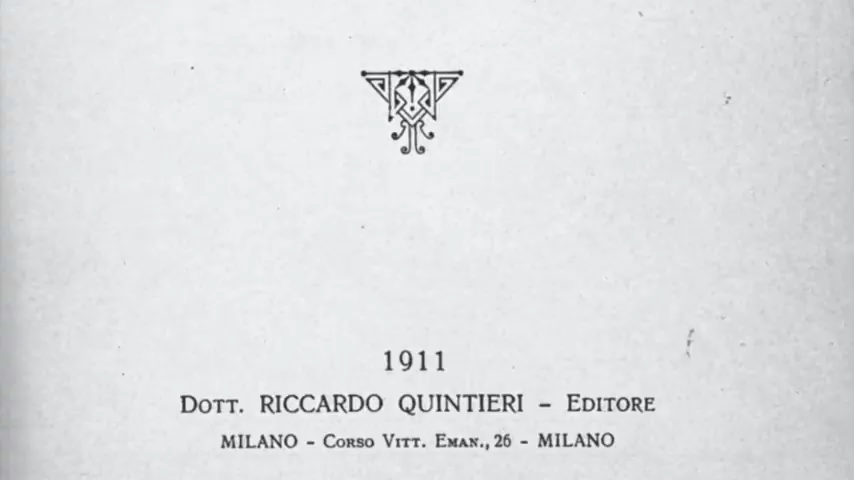 1911
Dott. RICCARDO QUINTIERI – Editore
MILANO – Corso Vitt. Eman., 26 – MILANO